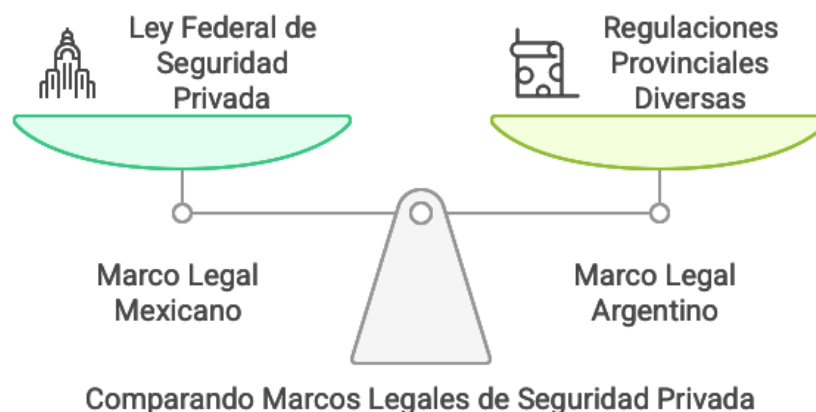 Ley Federal de
Seguridad
Privada
Regulaciones
Provinciales
Diversas
Marco Legal
Mexicano
Marco Legal
Argentino
Comparando Marcos Legales de Seguridad Privada